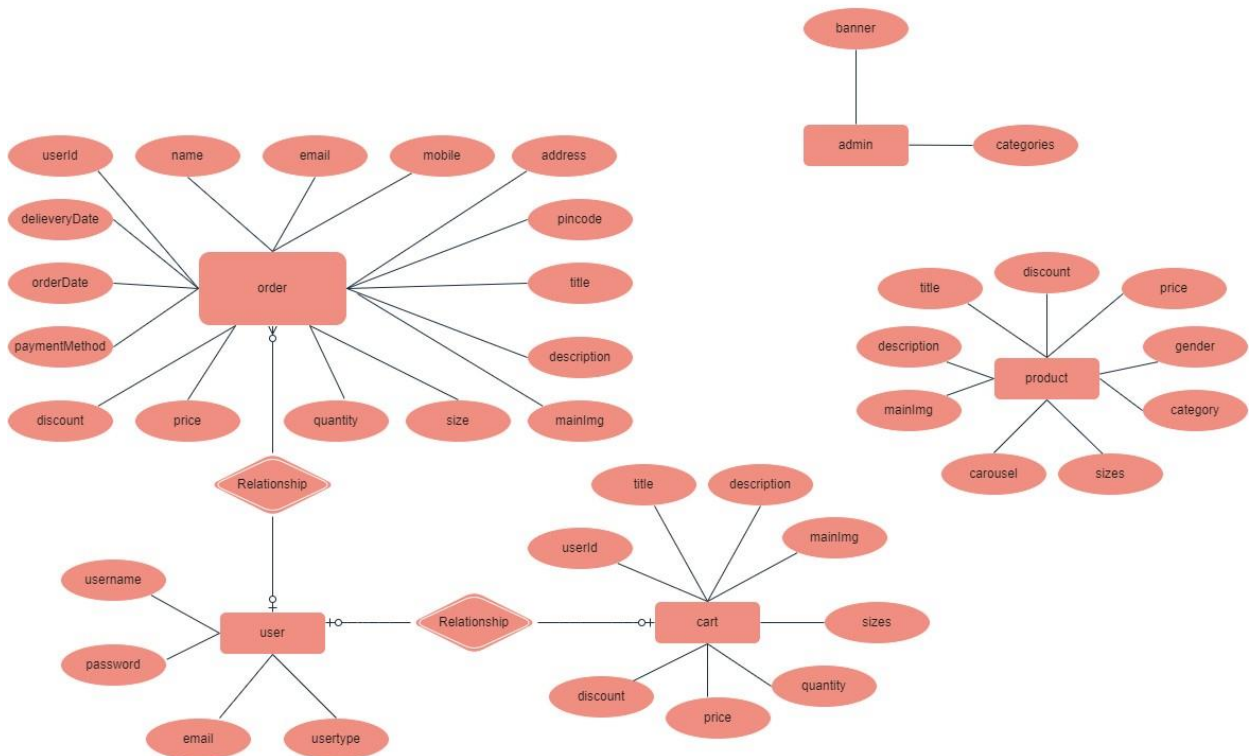 banner
admin
categories
userId
name
email
mobile
address
delieveryDate
pincode
orderDate
order
title
paymentMethod
description
discount
price
quantity
size
mainImg
title
discount
price
description
gender
product
mainImg
category
carousel
sizes
Relationship
title
description
userId
mainImg
username
user
Relationship
cart
sizes
password
discount
quantity
price
email
usertype